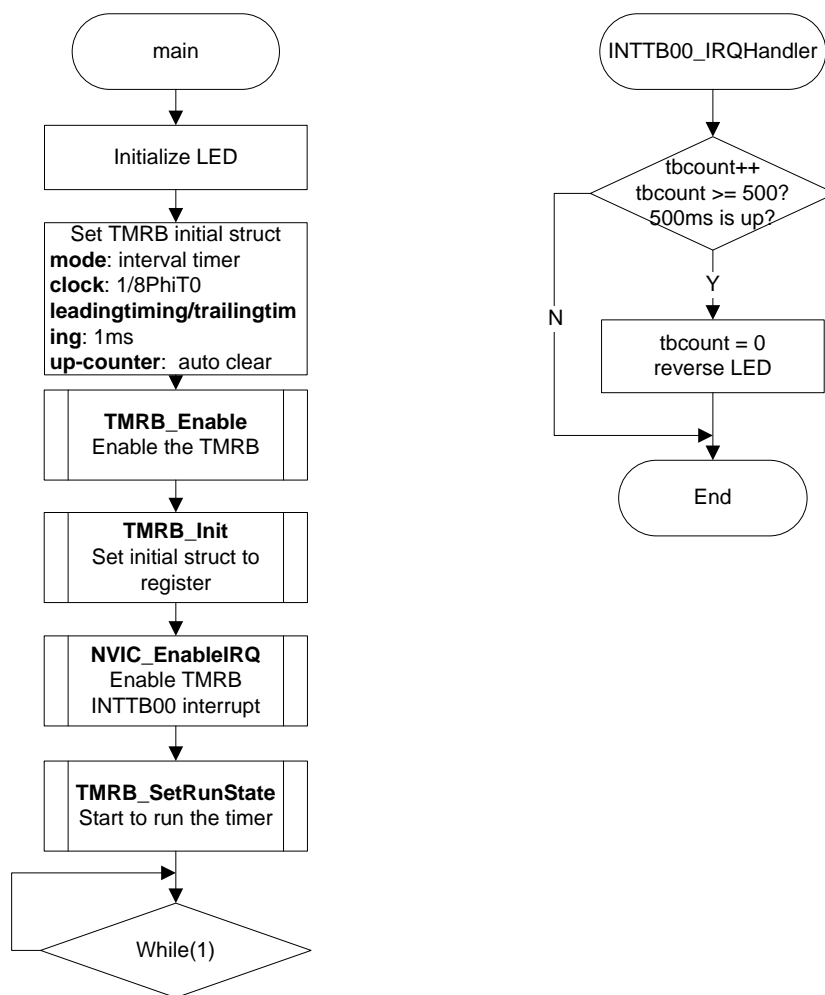 main
Initialize LED
Set TMRB initial struct
mode: interval timer
clock: 1/8PhiT0
leadingtiming/trailingtim
ing: 1ms
up-counter: auto clear
TMRB_Enable
Enable the TMRB
TMRB_Init
Set initial struct to
register
NVIC_EnableIRQ
Enable TMRB
INTTB00 interrupt
TMRB_SetRunState
Start to run the timer
While(1)
INTTB00_IRQHandler
tbcount++
tbcount >= 500?
500ms is up?
Y
N
tbcount = 0
reverse LED
End